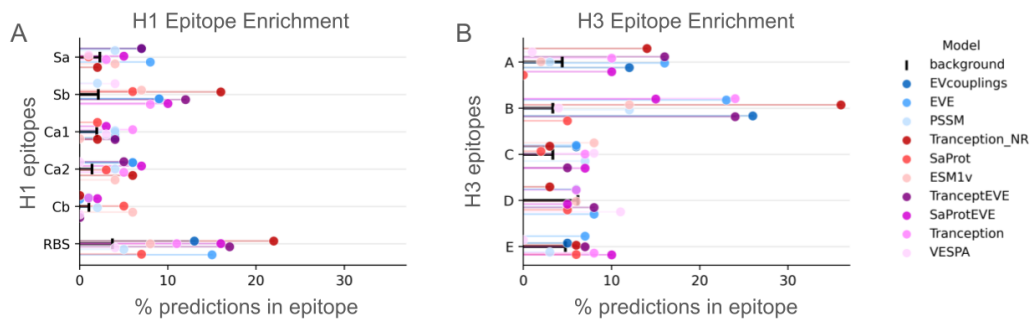 A
H1 Epitope Enrichment
H1 epitopes
Sa
Sb
Ca1
Ca2
Cb
RBS
0
10
20
30
% predictions in epitope
B
H3 Epitope Enrichment
H3 epitopes
A
B
C
D
E
0
10
20
30
% predictions in epitope
Model
background
EVcouplings
EVE
PSSM
Tranception_NR
SaProt
ESM1v
TranceptEVE
SaProtEVE
Tranception
VESPA